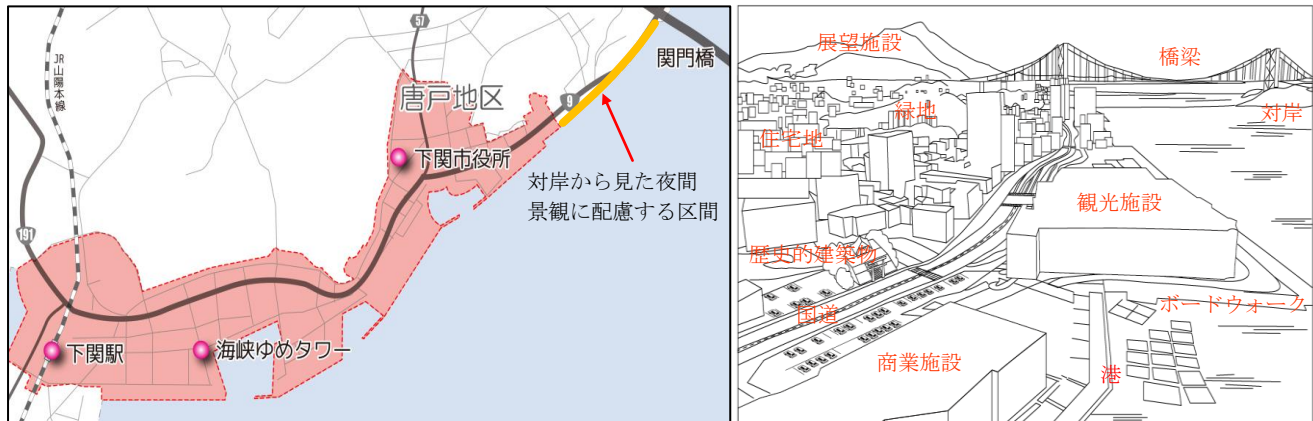 57
関門橋
JR山陽本線
唐戸地区
9
下関市役所
対岸から見た夜間
景観に配慮する区間
191
下関駅
海峡ゆめタワー
展望施設
橋梁
緑地
対岸
住宅地
観光施設
歴史的建築物
国道
ボードウォーク
商業施設
港